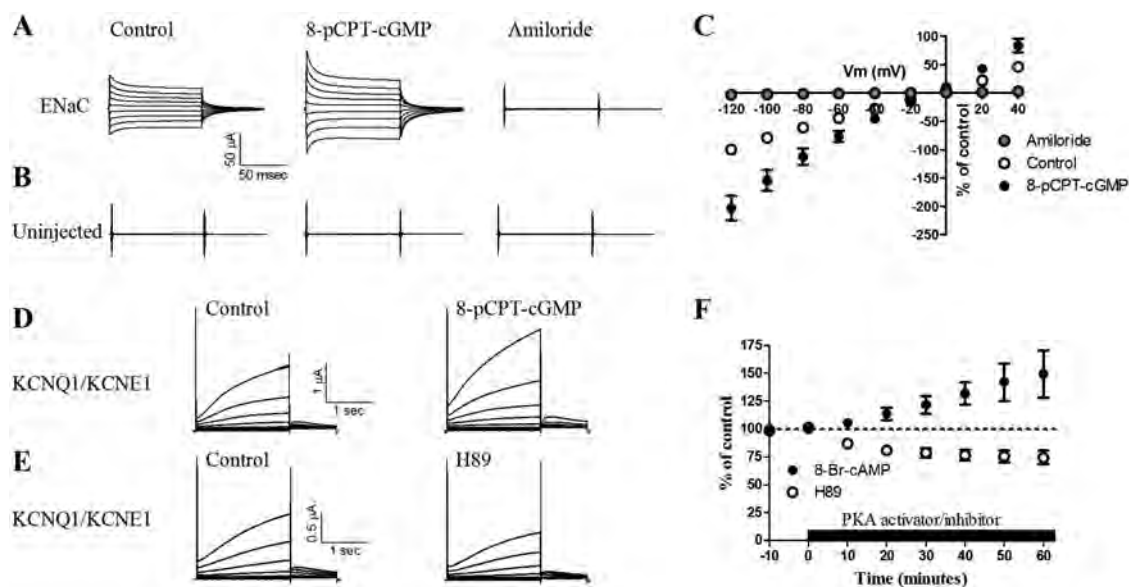 A
Control
8-pCPT-cGMP
Amiloride
ENaC
50 µA
50 msec
B
Uninjected
C
100
50
Vm (mV)
-120 -100 -80 -60 -40 -20 20 40
-50
-100
-150
-200
-250
% of control
Amiloride
Control
8-pCPT-cGMP
D
Control
8-pCPT-cGMP
KCNQ1/KCNE1
1 µA
1 sec
E
Control
H89
KCNQ1/KCNE1
0.5 µA
1 sec
F
175
150
125
100
75
50
25
0
% of control
8-Br-cAMP
H89
PKA activator/inhibitor
-10 0 10 20 30 40 50 60
Time (minutes)